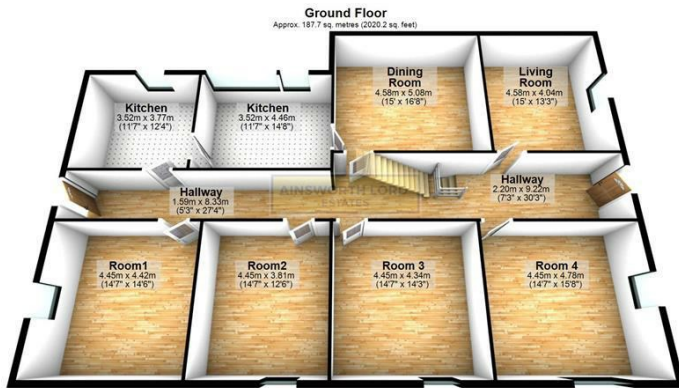 Ground Floor
Approx. 187.7 sq. metres (2020.2 sq. feet)
Dining
Room
4.58m x 5.08m
(15' x 16'8")
Living
Room
4.58m x 4.04m
(15' x 13'3")
Kitchen
3.52m x 3.77m
(11'7" x 12'4")
Kitchen
3.52m x 4.46m
(11'7" x 14'8")
Hallway
1.59m x 8.33m
(5'3" x 27'4")
AINSWORTH LORD
ESTATES
Hallway
2.20m x 9.22m
(7'3" x 30'3")
Room1
4.45m x 4.42m
(14'7" x 14'6")
Room2
4.45m x 3.81m
(14'7" x 12'6")
Room 3
4.45m x 4.34m
(14'7" x 14'3")
Room 4
4.45m x 4.78m
(14'7" x 15'8")